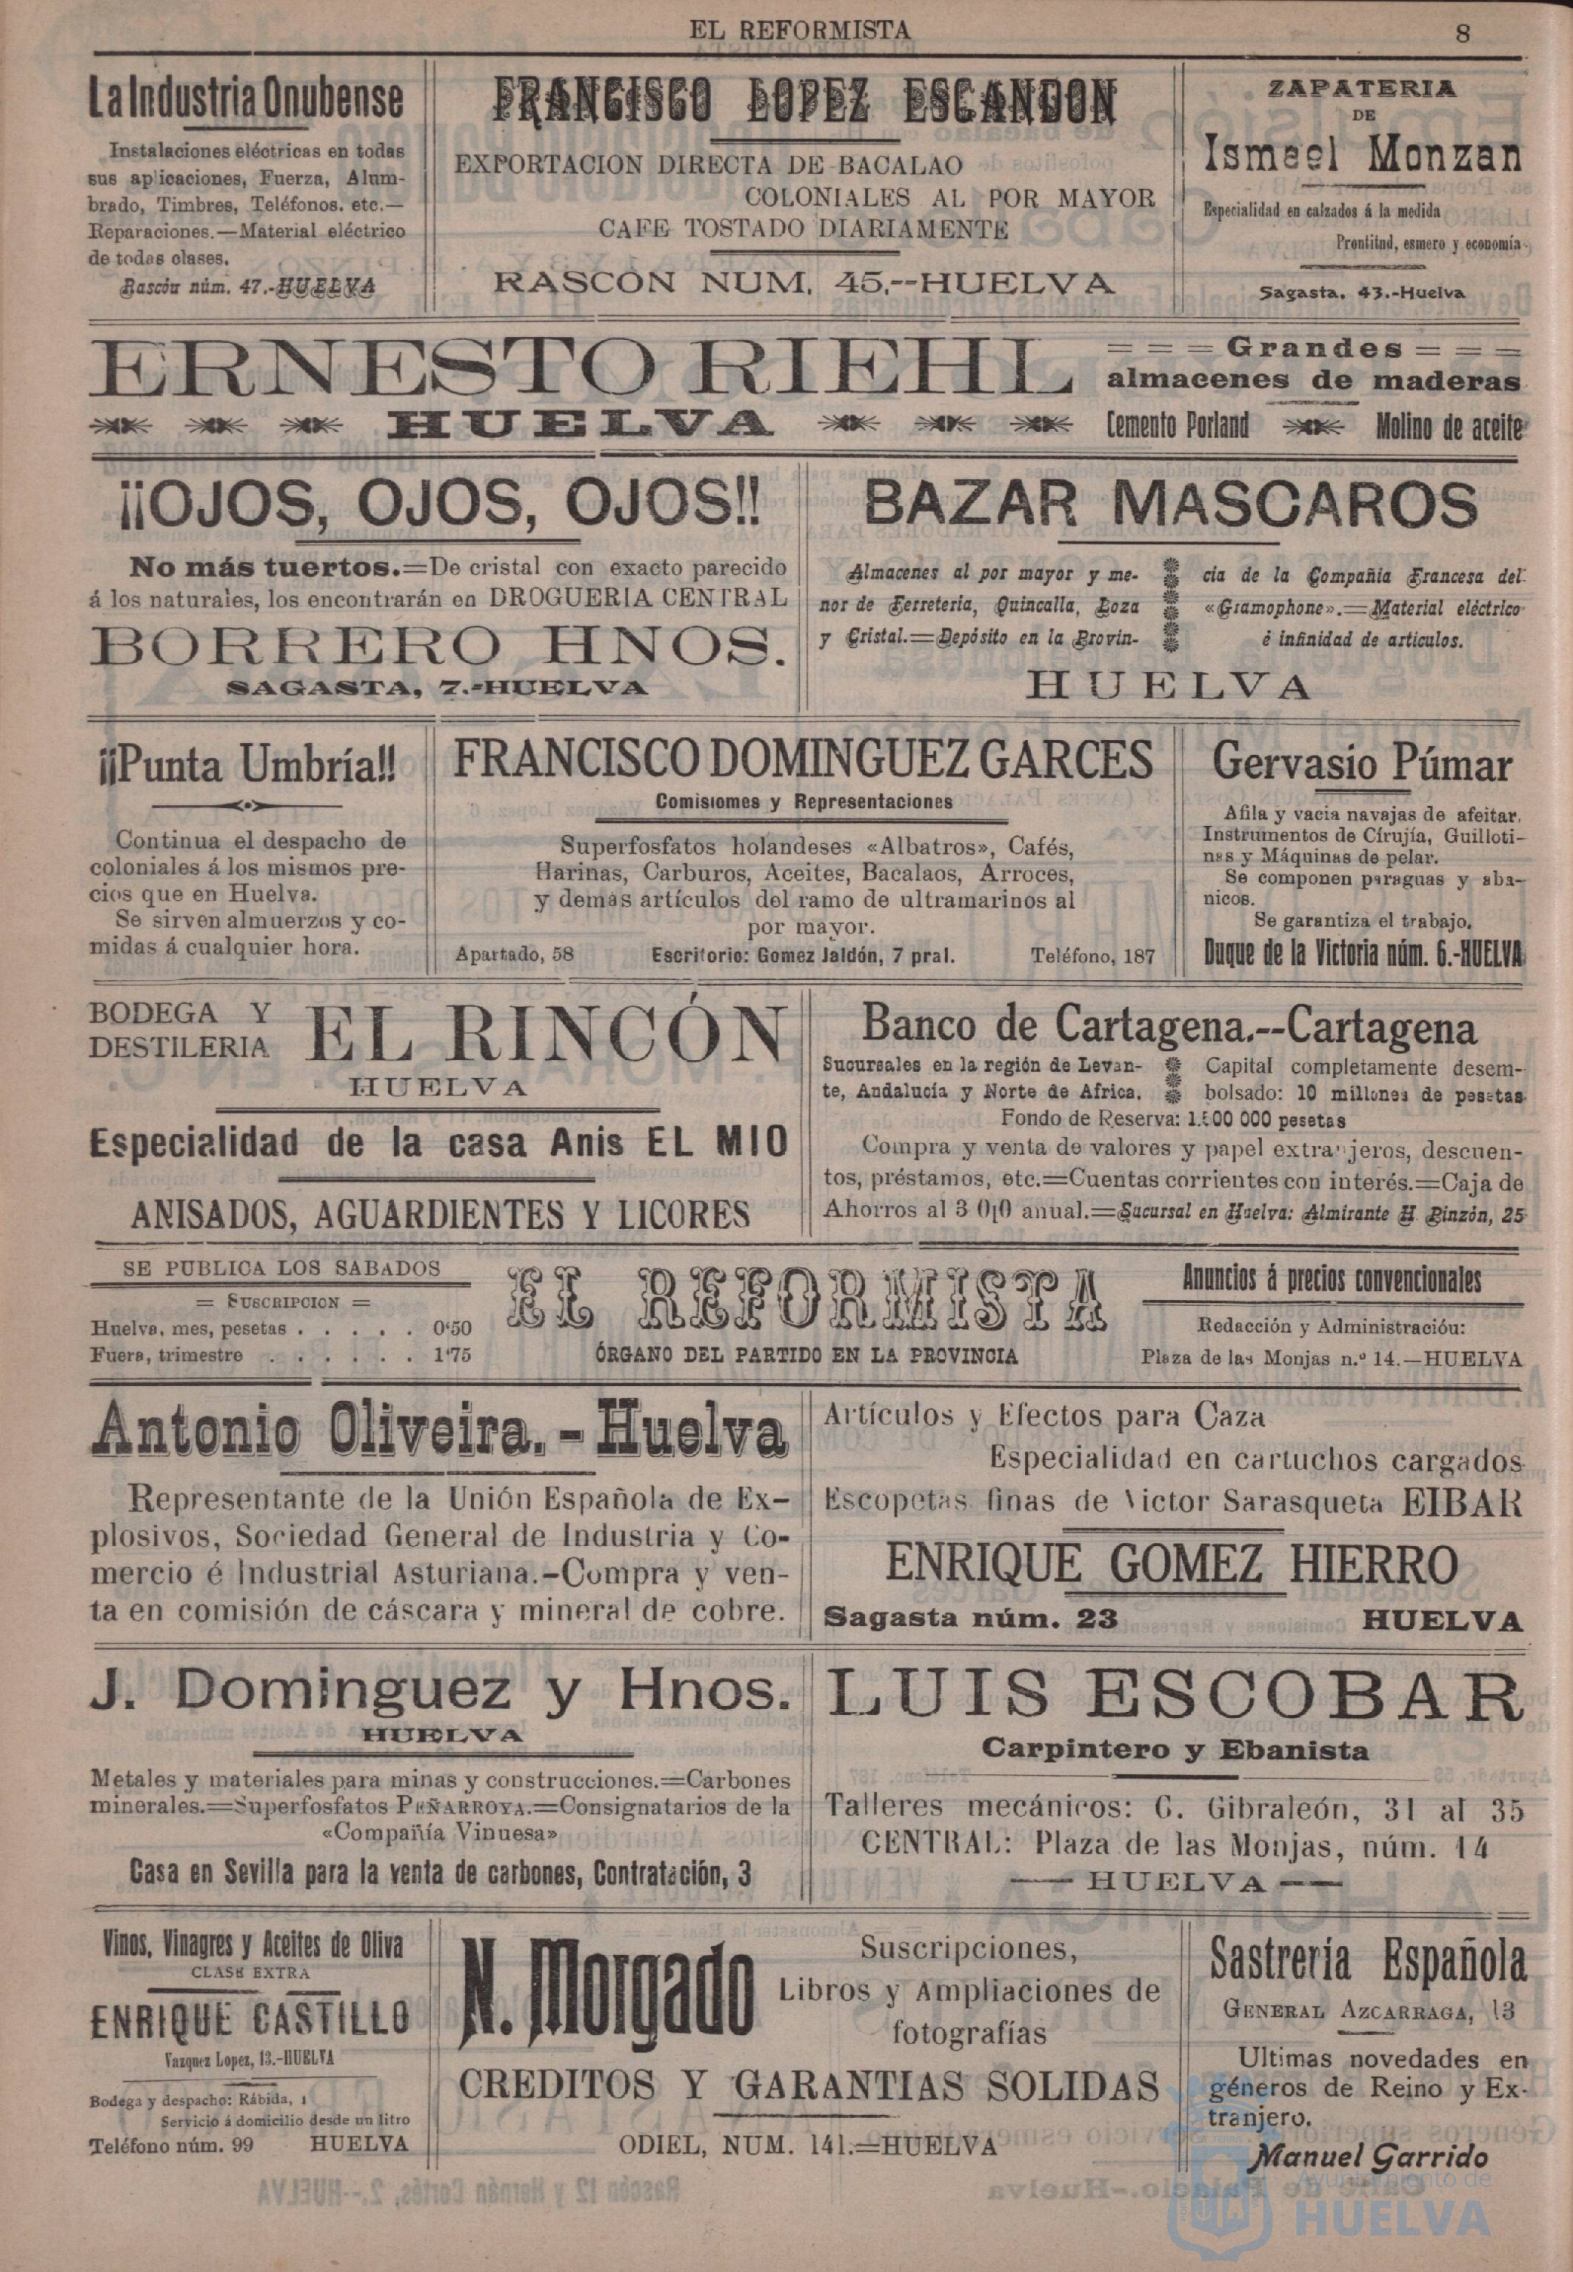 EL REFORMISTA
8
La Industria Onubense
Instalaciones eléctricas en todas
sus aplicaciones, Fuerza, Alum-
brado, Timbres, Teléfonos. etc.—
Reparaciones.—Material eléctrico
de todas clases.
Rascón núm. 47.-HUELVA
FRANCISCO LOPEZ ESCANDON
EXPORTACION DIRECTA DE BACALAO
COLONIALES AL POR MAYOR
CAFE TOSTADO DIARIAMENTE
RASCON NUM. 45.--HUELVA
ZAPATERIA
DE
Ismael Monzan
Especialidad en calzados á la medida
Prontitud, esmero y economía
Sagasta. 43.-Huelva
ERNESTO RIEHL
HUELVA
= = = Grandes = = =
almacenes de maderas
Cemento Porland
Molino de aceite
¡¡OJOS, OJOS, OJOS!!
No más tuertos.=De cristal con exacto parecido
á los naturales, los encontrarán en DROGUERIA CENTRAL
BORRERO HNOS.
SAGASTA, 7.-HUELVA
BAZAR MASCAROS
Almacenes al por mayor y me-
nor de Ferreteria, Quincalla, Loza
y Cristal.=Depósito en la Provin-
cia de la Compañia Francesa del
«Gramophone».=Material eléctrico
é infinidad de articulos.
HUELVA
¡¡Punta Umbría!!
Continua el despacho de
coloniales á los mismos pre-
cios que en Huelva.
Se sirven almuerzos y co-
midas á cualquier hora.
FRANCISCO DOMINGUEZ GARCES
Comisiomes y Representaciones
Superfosfatos holandeses «Albatros», Cafés,
Harinas, Carburos, Aceites, Bacalaos, Arroces,
y demás artículos del ramo de ultramarinos al
por mayor.
Apartado, 58
Escritorio: Gomez Jaldón, 7 pral.
Teléfono, 187
Gervasio Púmar
Afila y vacia navajas de afeitar.
Instrumentos de Círujía, Guilloti-
nas y Máquinas de pelar.
Se componen paraguas y aba-
nicos.
Se garantiza el trabajo.
Duque de la Victoria núm. 6.-HUELVA
BODEGA Y
DESTILERIA
EL RINCÓN
HUELVA
Especialidad de la casa Anis EL MIO
ANISADOS, AGUARDIENTES Y LICORES
Banco de Cartagena.--Cartagena
Sucursales en la región de Levan-
te, Andalucía y Norte de Africa.
Capital completamente desem-
bolsado: 10 millones de pesetas
Fondo de Reserva: 1.500 000 pesetas
Compra y venta de valores y papel extranjeros, descuen-
tos, préstamos, etc.=Cuentas corrientes con interés.=Caja de
Ahorros al 3 0¡0 anual.=Sucursal en Huelva: Almirante H Pinzón, 25
SE PUBLICA LOS SABADOS
= SUSCRIPCION =
Huelva, mes, pesetas . . . . . 0‘50
Fuera, trimestre . . . . . . 1‘75
EL REFORMISTA
ÓRGANO DEL PARTIDO EN LA PROVINCIA
Anuncios á precios convencionales
Redacción y Administracióu:
Plaza de las Monjas n.º 14.—HUELVA
Antonio Oliveira.-Huelva
Representante de la Unión Española de Ex-
plosivos, Sociedad General de Industria y Co-
mercio é Industrial Asturiana.-Compra y ven-
ta en comisión de cáscara y mineral de cobre.
Artículos y Efectos para Caza
Especialidad en cartuchos cargados
Escopetas finas de Victor Sarasqueta EIBAR
ENRIQUE GOMEZ HIERRO
Sagasta núm. 23
HUELVA
J. Dominguez y Hnos.
HUELVA
Metales y materiales para minas y construcciones.=Carbones
minerales.=Superfosfatos PEÑARROYA.=Consignatarios de la
«Compañía Vinuesa»
Casa en Sevilla para la venta de carbones, Contratación, 3
LUIS ESCOBAR
Carpintero y Ebanista
Talleres mecánicos: C. Gibraleón, 31 al 35
CENTRAL: Plaza de las Monjas, núm. 14
— HUELVA —
Vinos, Vinagres y Aceites de Oliva
CLASE EXTRA
ENRIQUE CASTILLO
Vazquez Lopez, 13.-HUELVA
Bodega y despacho: Rábida, 1
Servicio á domicilio desde un litro
Teléfono núm. 99
HUELVA
N. Morgado
Suscripciones,
Libros y Ampliaciones de
fotografías
CREDITOS Y GARANTIAS SOLIDAS
ODIEL, NUM. 141.=HUELVA
Sastrería Española
GENERAL AZCARRAGA, 13
Ultimas novedades en
géneros de Reino y Ex-
tranjero.
Manuel Garrido
Ayuntamiento de
HUELVA